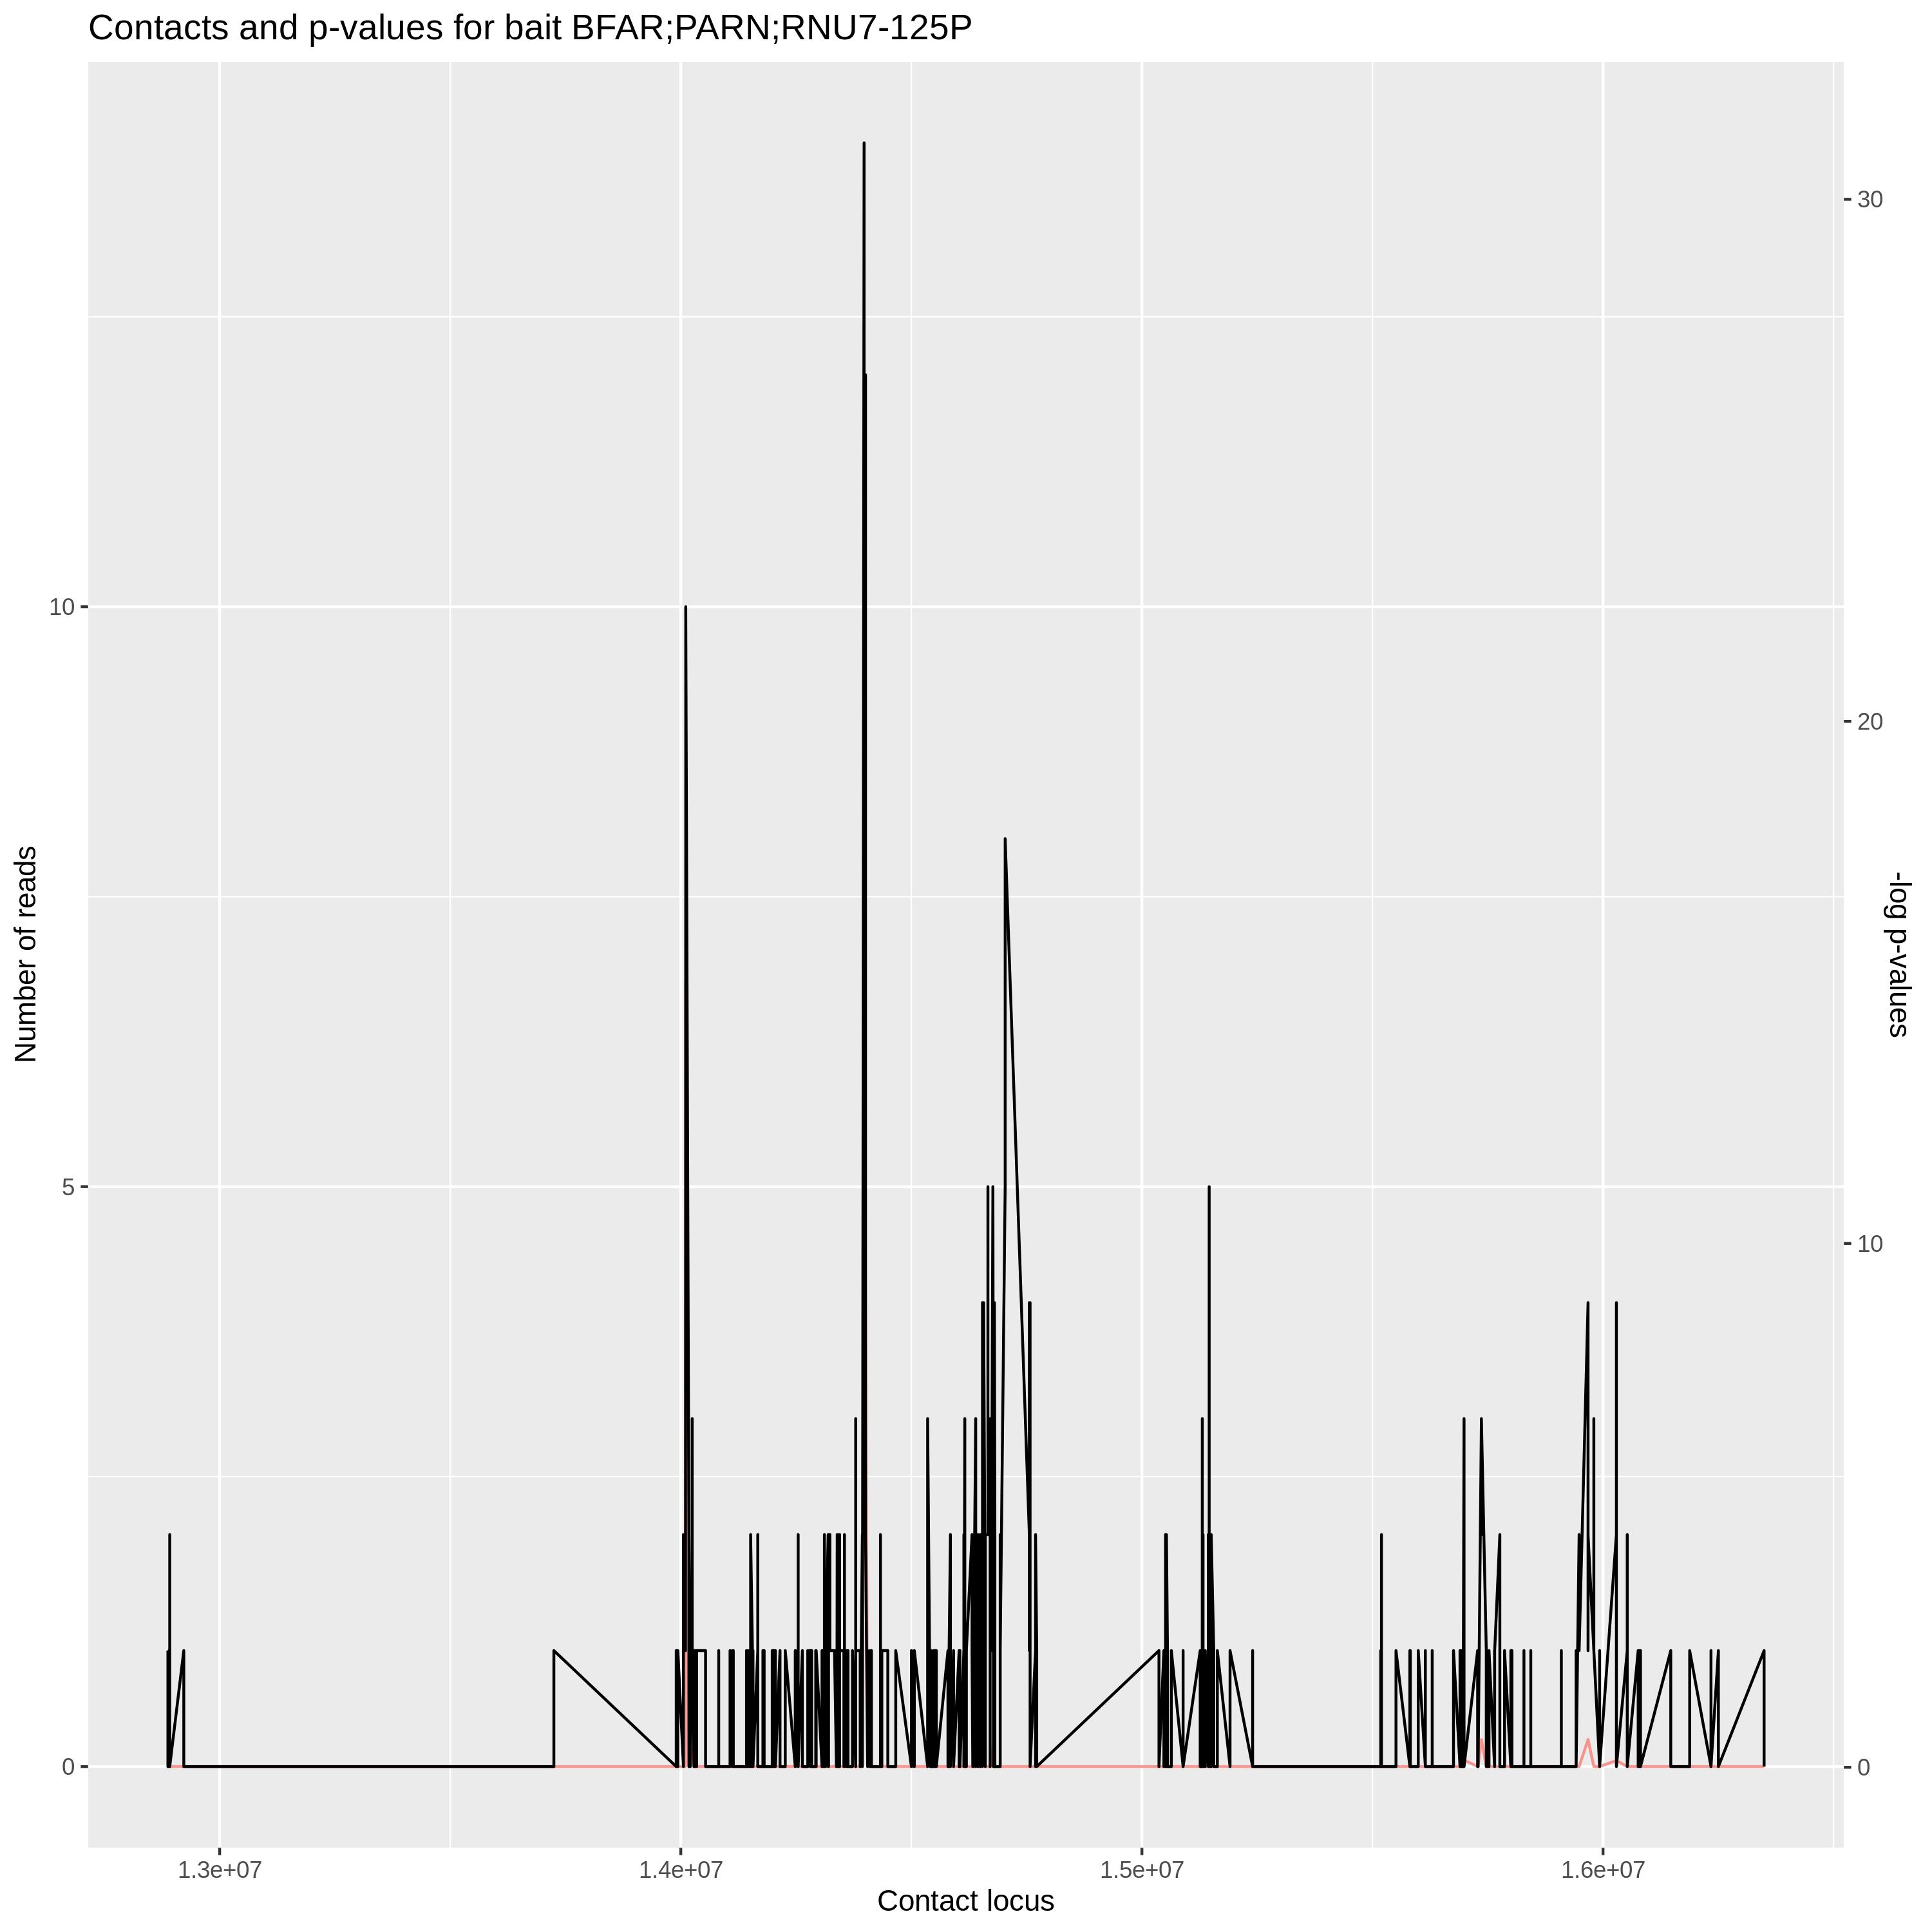 Contacts and p-values for bait BFAR;PARN;RNU7-125P
30
10
20
Number of reads
-log p-values
5
10
0
0
1.3e+07
1.4e+07
1.5e+07
1.6e+07
Contact locus